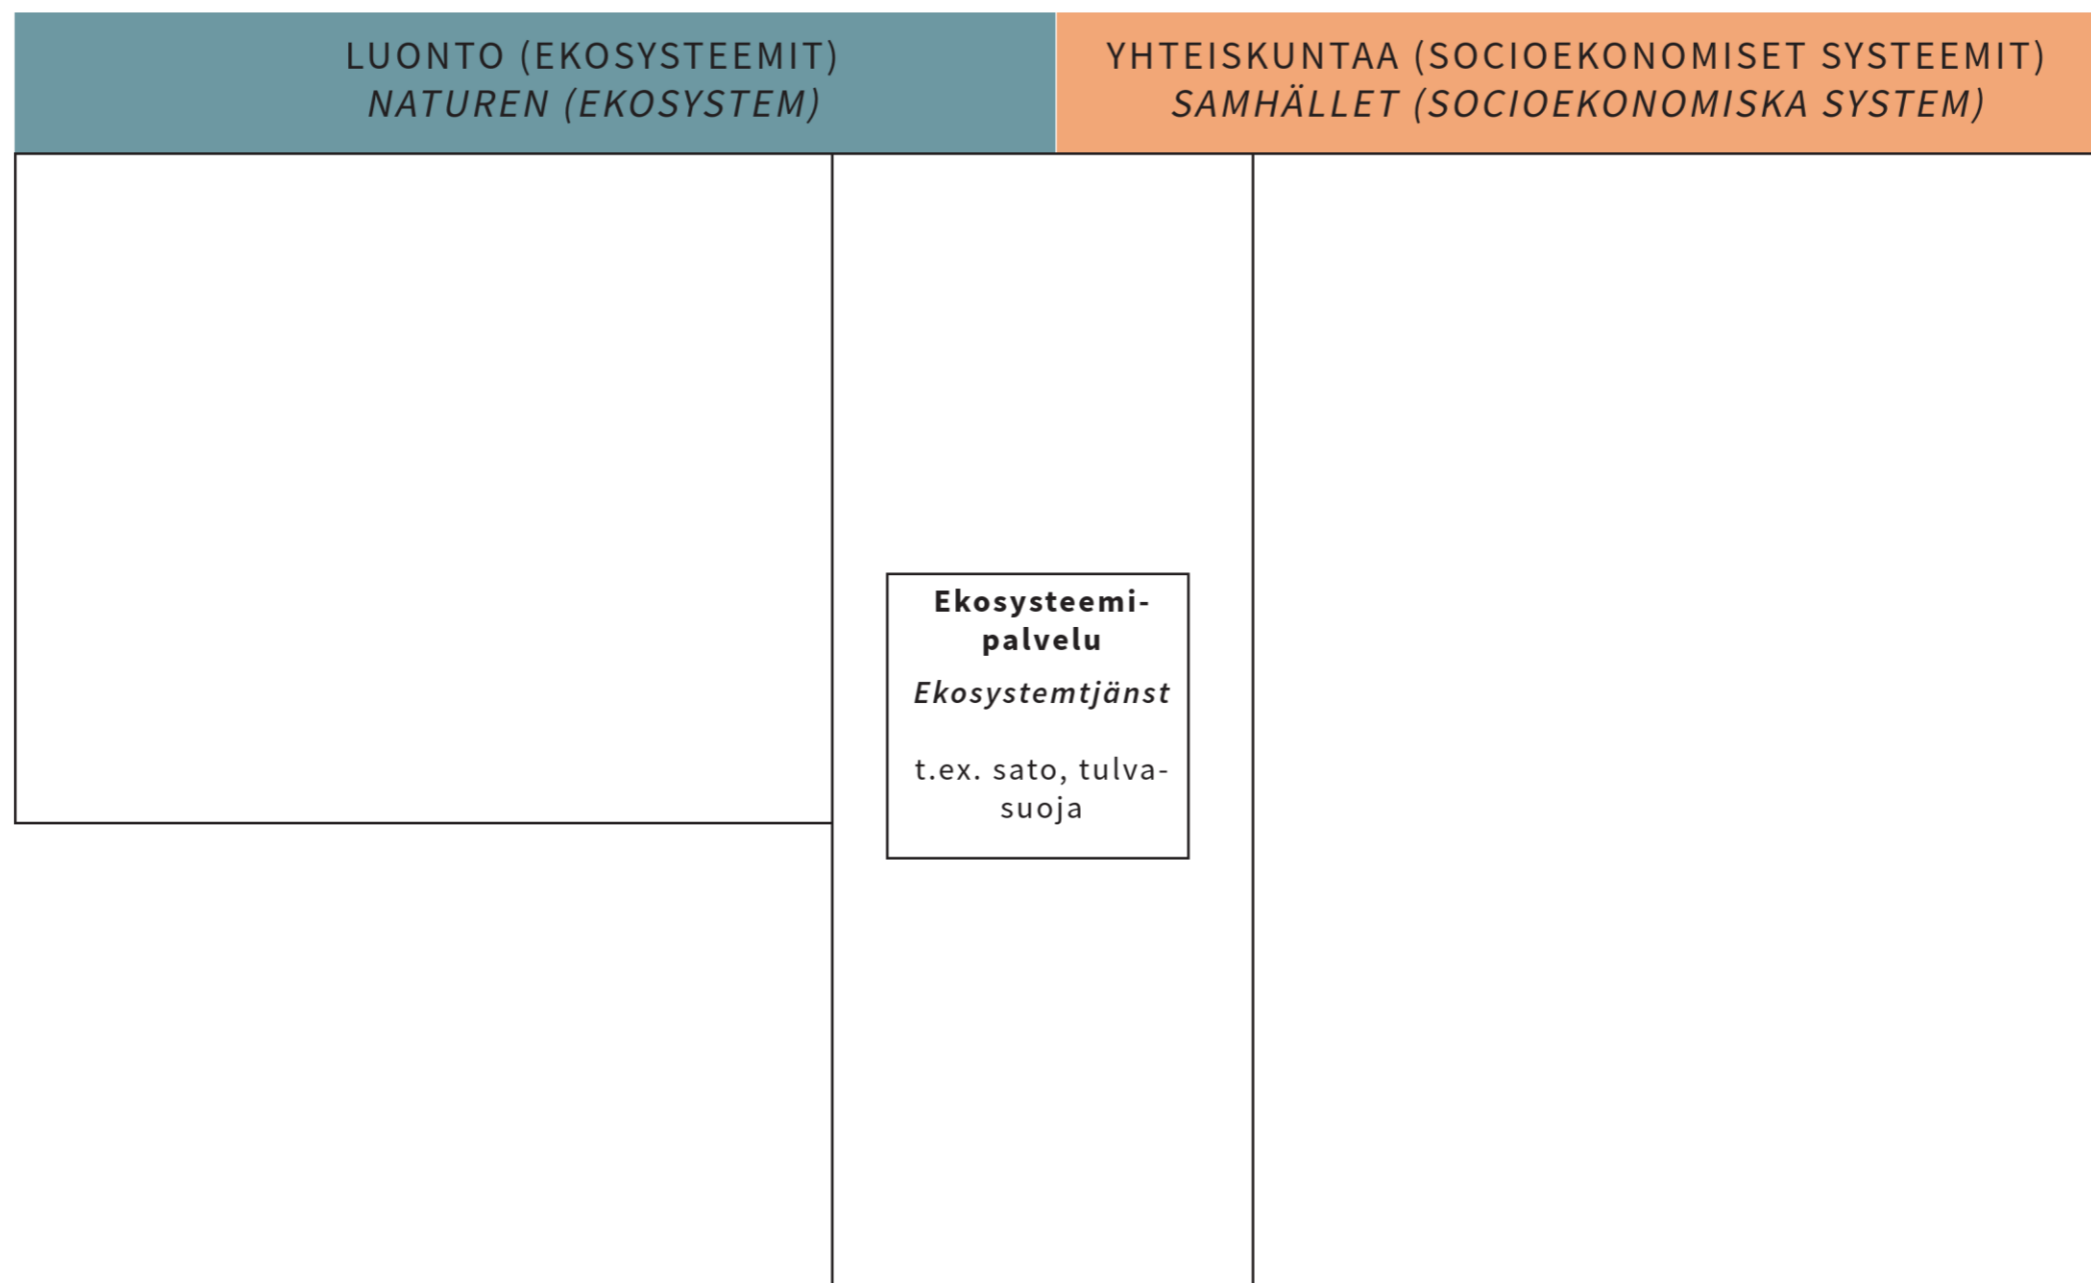 LUONTO (EKOSYSTEEMIT)
NATUREN (EKOSYSTEM)
YHTEISKUNTAA (SOCIOEKONOMISET SYSTEEMIT)
SAMHÄLLET (SOCIOEKONOMISKA SYSTEM)
Ekosysteemi-
palvelu
Ekosystemtjänst
t.ex. sato, tulva-
suoja